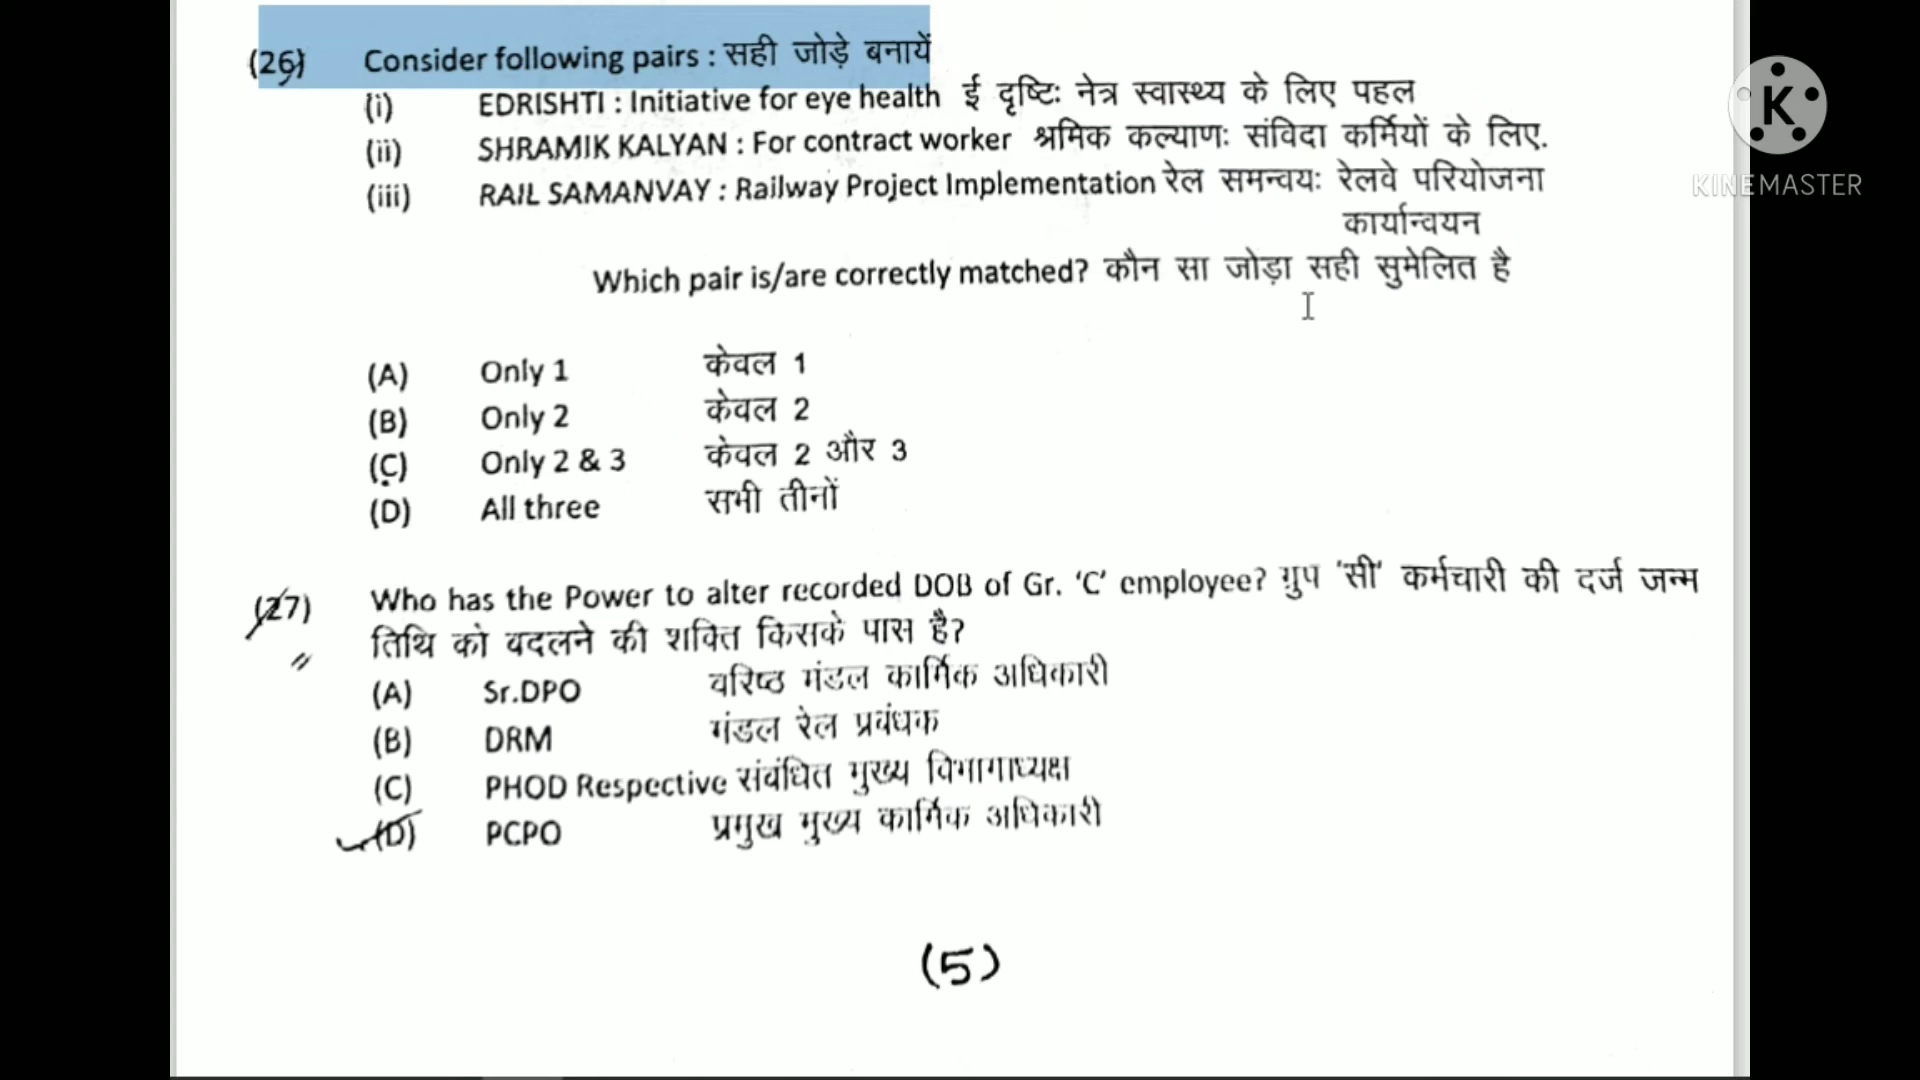 (26) Consider following pairs : सही जोड़े बनायें
(i) EDRISHTI : Initiative for eye health ई दृष्टिः नेत्र स्वास्थ्य के लिए पहल
(ii) SHRAMIK KALYAN : For contract worker श्रमिक कल्याणः संविदा कर्मियों के लिए.
(iii) RAIL SAMANVAY : Railway Project Implementation रेल समन्वयः रेलवे परियोजना
कार्यान्वयन
Which pair is/are correctly matched? कौन सा जोड़ा सही सुमेलित है
(A) Only 1 केवल 1
(B) Only 2 केवल 2
(C) Only 2 & 3 केवल 2 और 3
(D) All three सभी तीनों
(27) Who has the Power to alter recorded DOB of Gr. 'C' employee? ग्रुप 'सी' कर्मचारी की दर्ज जन्म
तिथि को बदलने की शक्ति किसके पास है?
(A) Sr.DPO वरिष्ठ मंडल कार्मिक अधिकारी
(B) DRM मंडल रेल प्रबंधक
(C) PHOD Respective संबंधित मुख्य विभागाध्यक्ष
(D) PCPO प्रमुख मुख्य कार्मिक अधिकारी
(5)
K
KINEMASTER